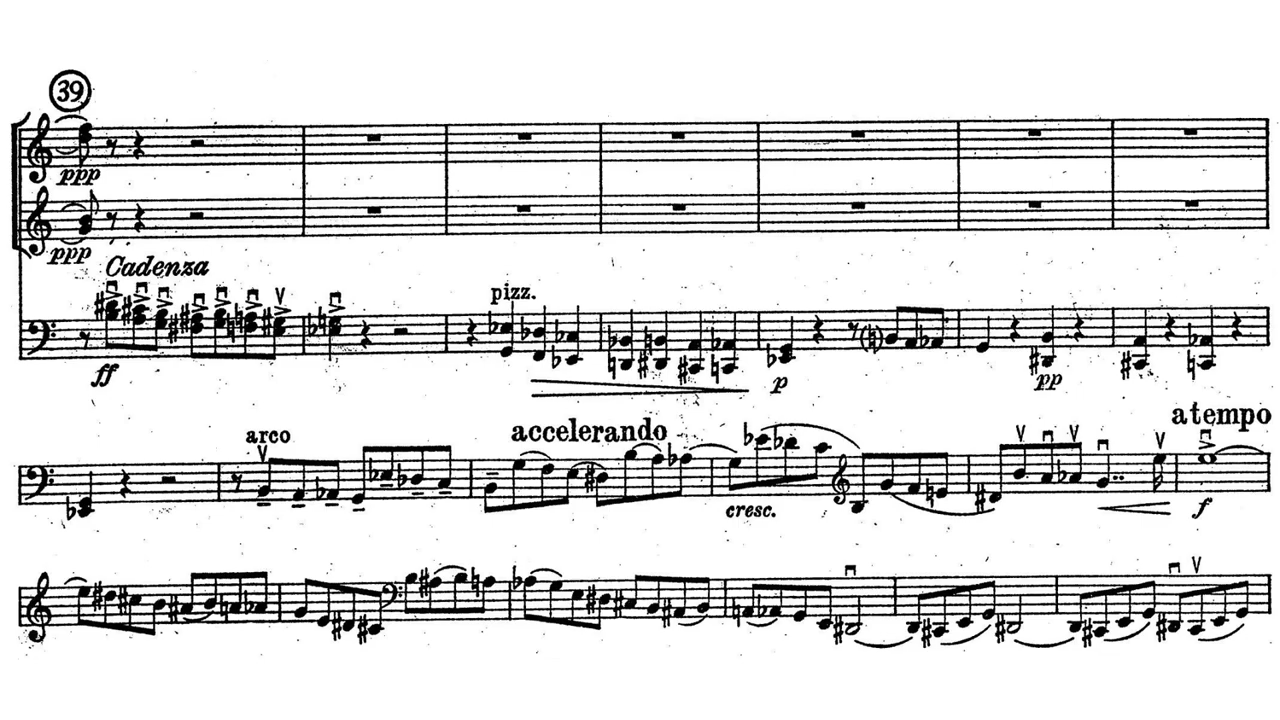 39
ppp
ppp
Cadenza
pizz.
ff
p
pp
arco
accelerando
a tempo
cresc.
f